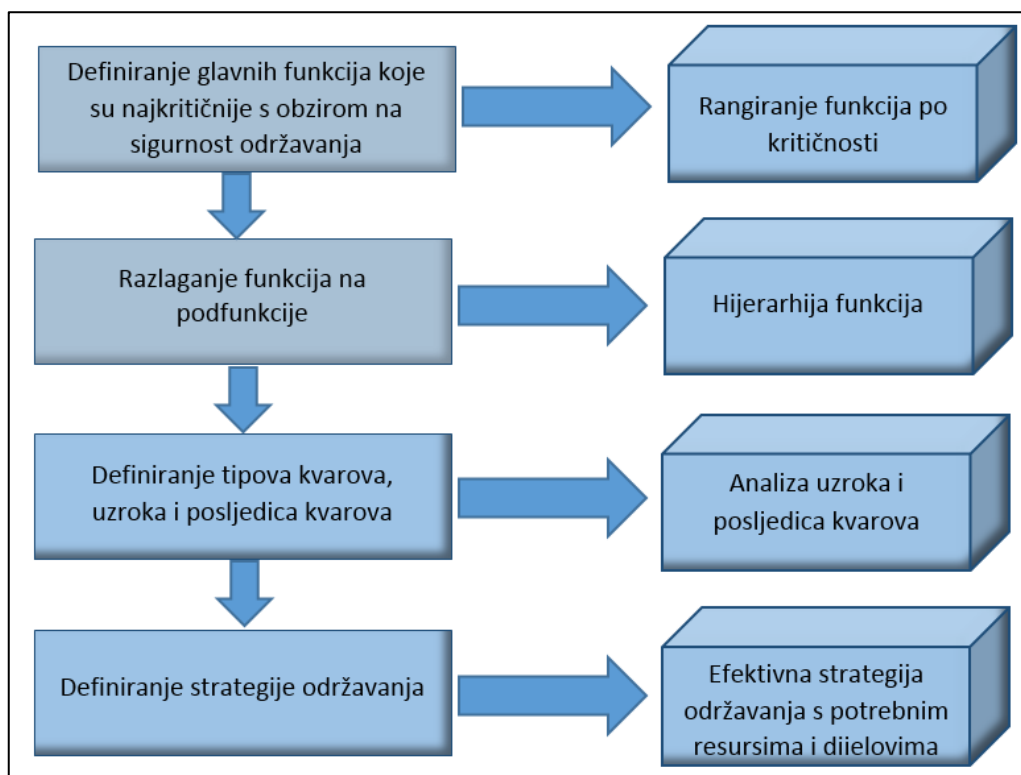 Definiranje glavnih funkcija koje
su najkritičnije s obzirom na
sigurnost održavanja
Rangiranje funkcija po
kritičnosti
Razlaganje funkcija na
podfunkcije
Hijerarhija funkcija
Definiranje tipova kvarova,
uzroka i posljedica kvarova
Analiza uzroka i
posljedica kvarova
Definiranje strategije održavanja
Efektivna strategija
održavanja s potrebnim
resursima i dijelovima